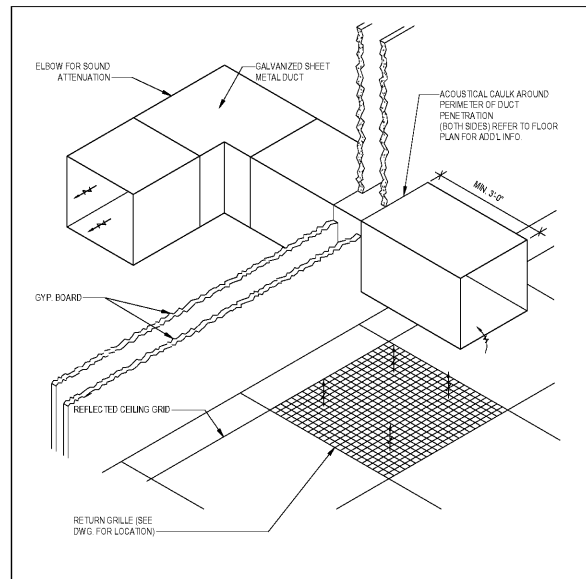 ELBOW FOR SOUND
ATTENUATION
GALVANIZED SHEET
METAL DUCT
ACOUSTICAL CAULK AROUND
PERIMETER OF DUCT
PENETRATION
(BOTH SIDES) REFER TO FLOOR
PLAN FOR ADD'L INFO.
MIN. 3'-0"
GYP. BOARD
REFLECTED CEILING GRID
RETURN GRILLE (SEE
DWG. FOR LOCATION)